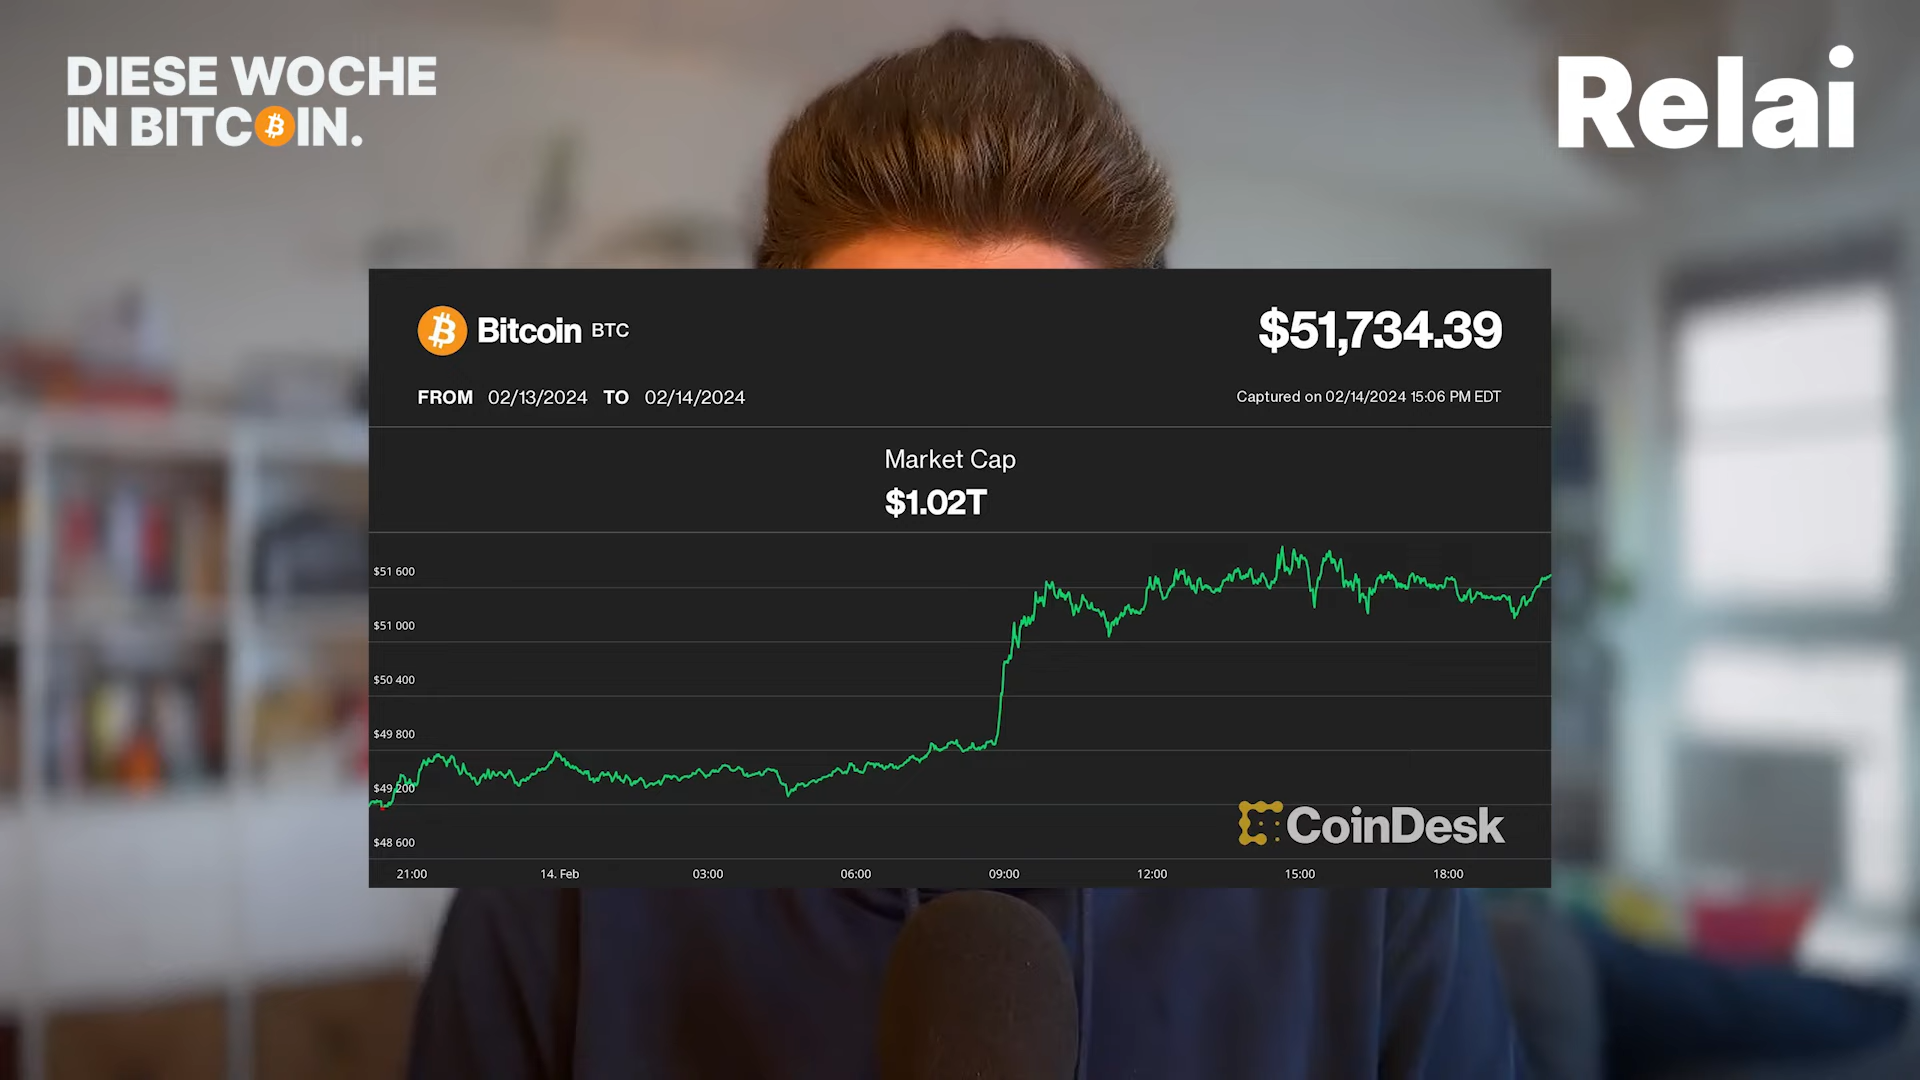 DIESE WOCHE
IN BITCOIN.
Relai
Bitcoin BTC
$51,734.39
FROM 02/13/2024 TO 02/14/2024
Captured on 02/14/2024 15:06 PM EDT
Market Cap
$1.02T
$51 600
$51 000
$50 400
$49 800
$49 200
$48 600
CoinDesk
21:00 14. Feb 03:00 06:00 09:00 12:00 15:00 18:00